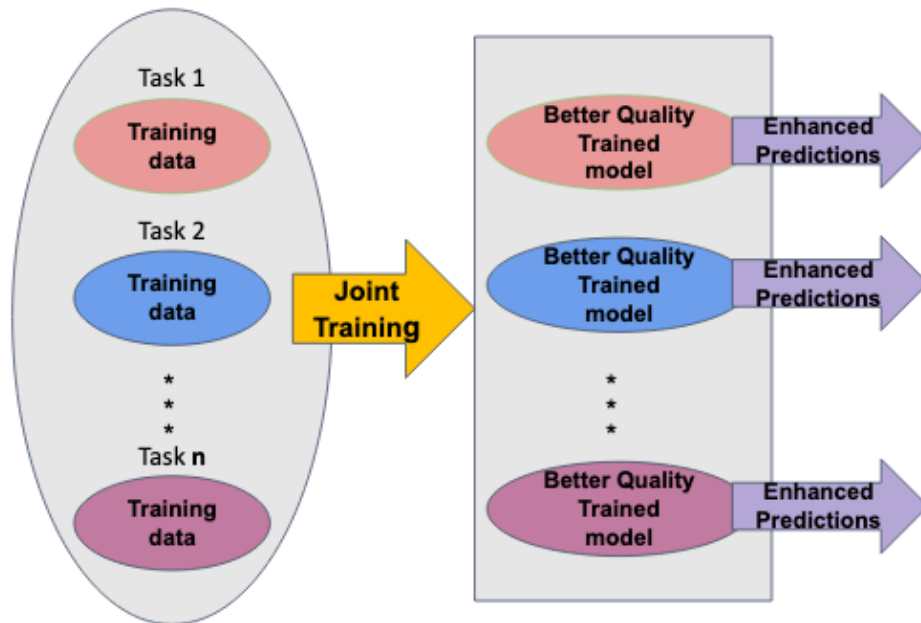 Task 1
Training
data
Task 2
Training
data
*
*
*
Task n
Training
data
Joint
Training
Better Quality
Trained
model
Enhanced
Predictions
Better Quality
Trained
model
Enhanced
Predictions
*
*
*
Better Quality
Trained
model
Enhanced
Predictions